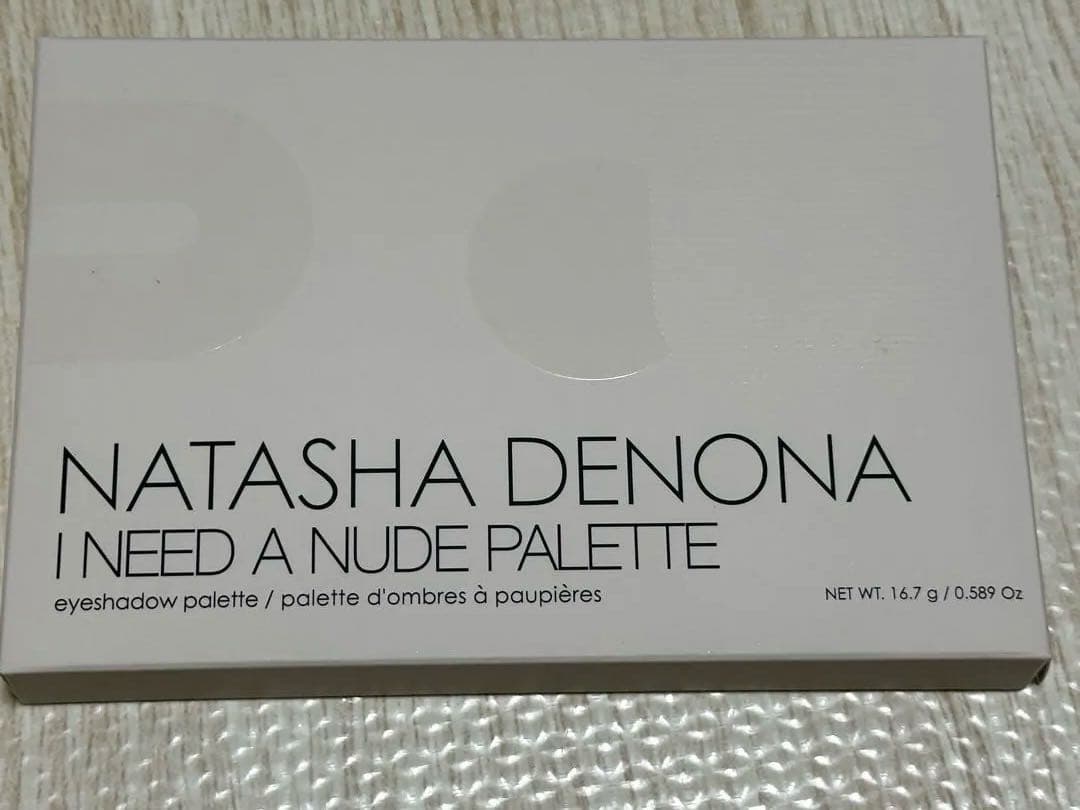 NATASHA DENONA
I NEED A NUDE PALETTE
eyeshadow palette / palette d'ombres à paupières
NET WT. 16.7 g / 0.589 Oz